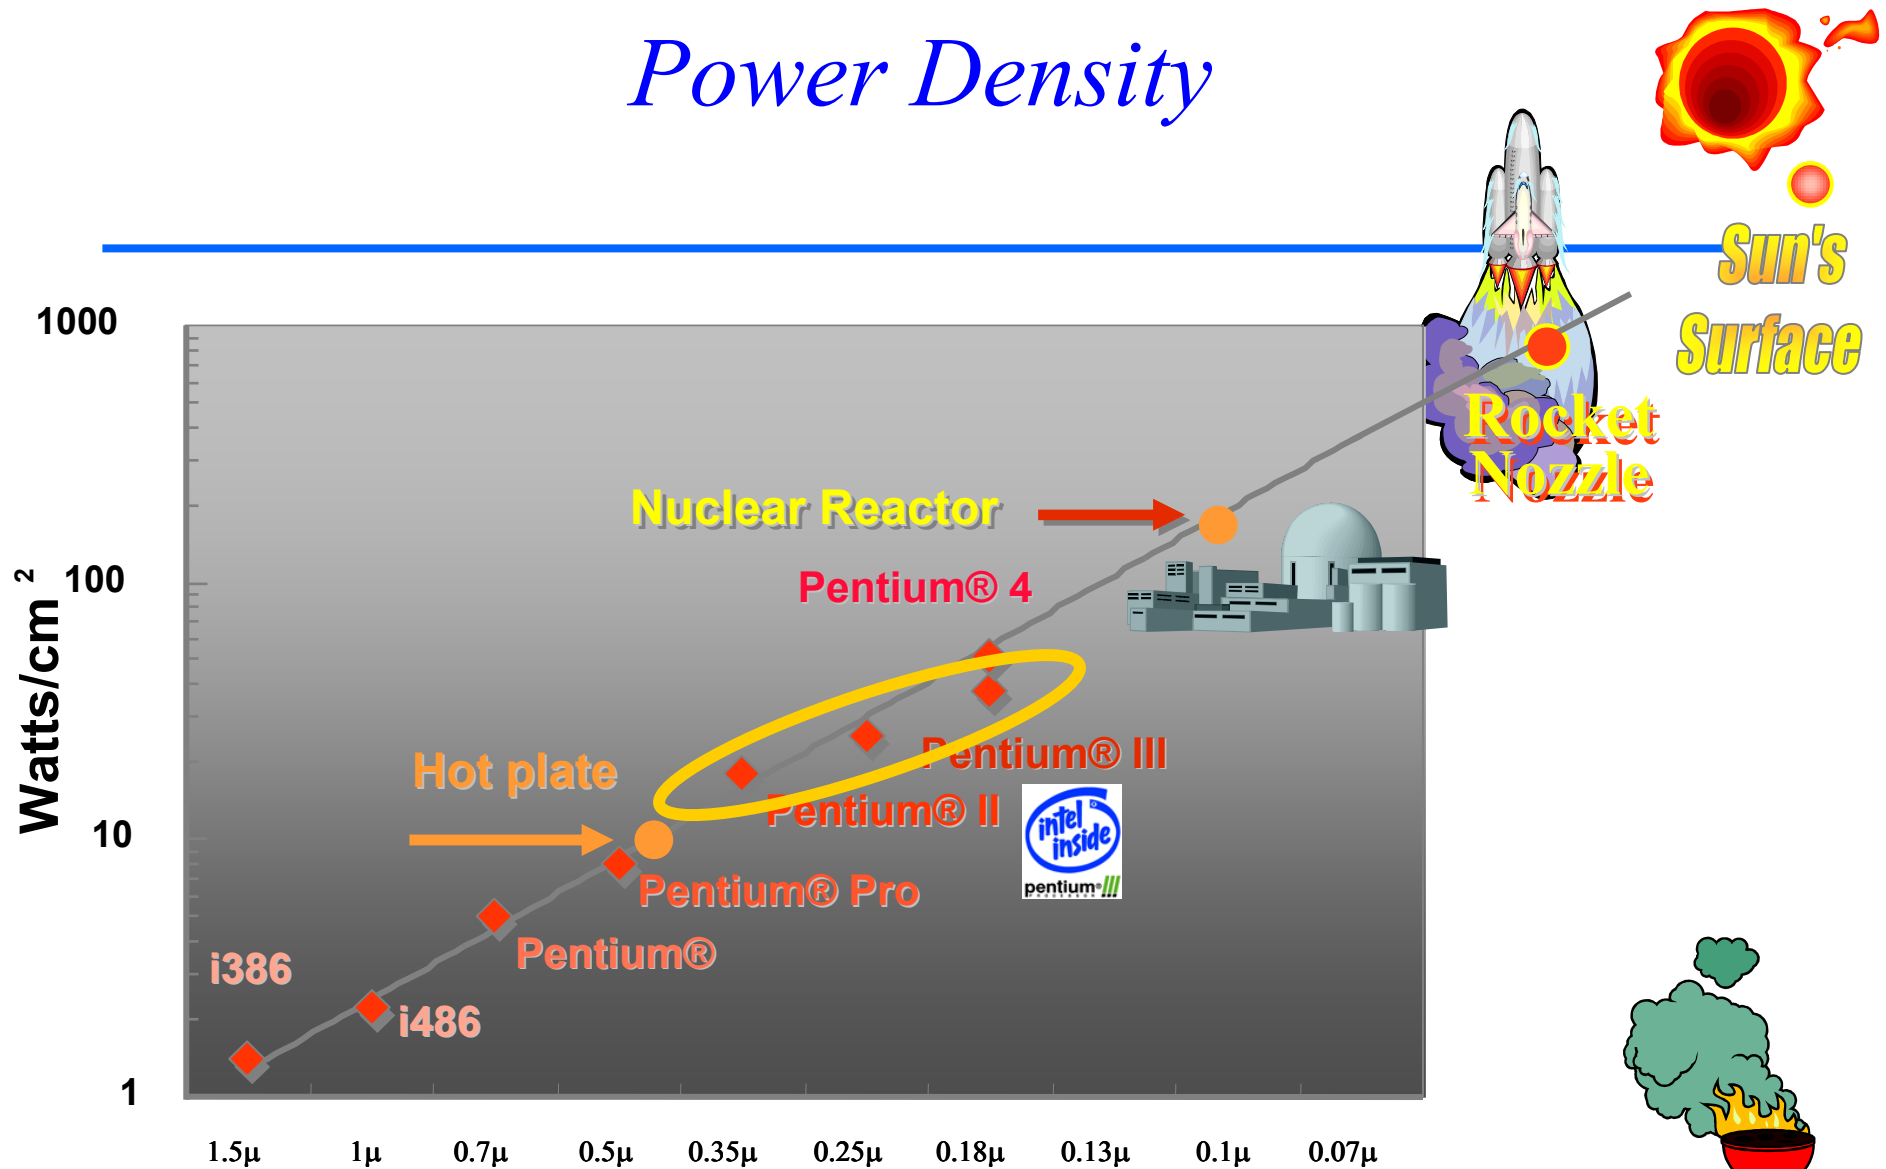 Power Density
Sun's
Surface
1000
Rocket
Nozzle
Nuclear Reactor
100
Pentium® 4
Watts/cm 2
Pentium® III
Hot plate
Pentium® II
intel
inside
10
pentium® III
PROCESSOR
Pentium® Pro
Pentium®
i386
i486
1
1.5μ 1μ 0.7μ 0.5μ 0.35μ 0.25μ 0.18μ 0.13μ 0.1μ 0.07μ